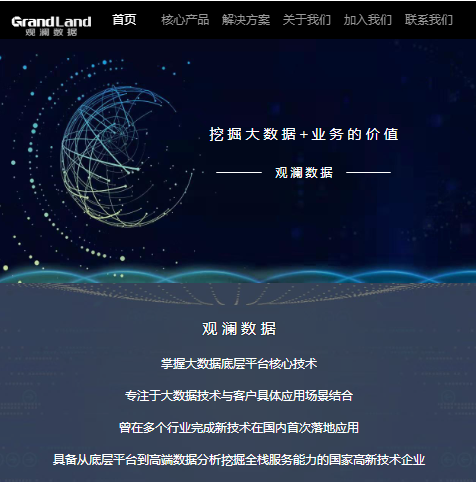 GrandLand
观澜数据
首页 核心产品 解决方案 关于我们 加入我们 联系我们
挖掘大数据+业务的价值
观澜数据
观澜数据
掌握大数据底层平台核心技术
专注于大数据技术与客户具体应用场景结合
曾在多个行业完成新技术在国内首次落地应用
具备从底层平台到高端数据分析挖掘全栈服务能力的国家高新技术企业